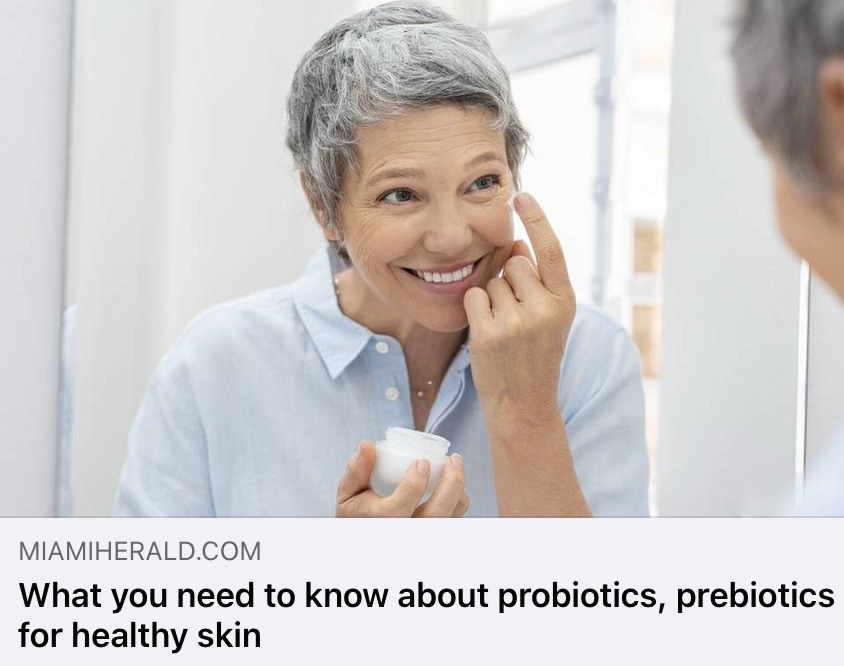 MIAMIHERALD.COM
What you need to know about probiotics, prebiotics
for healthy skin